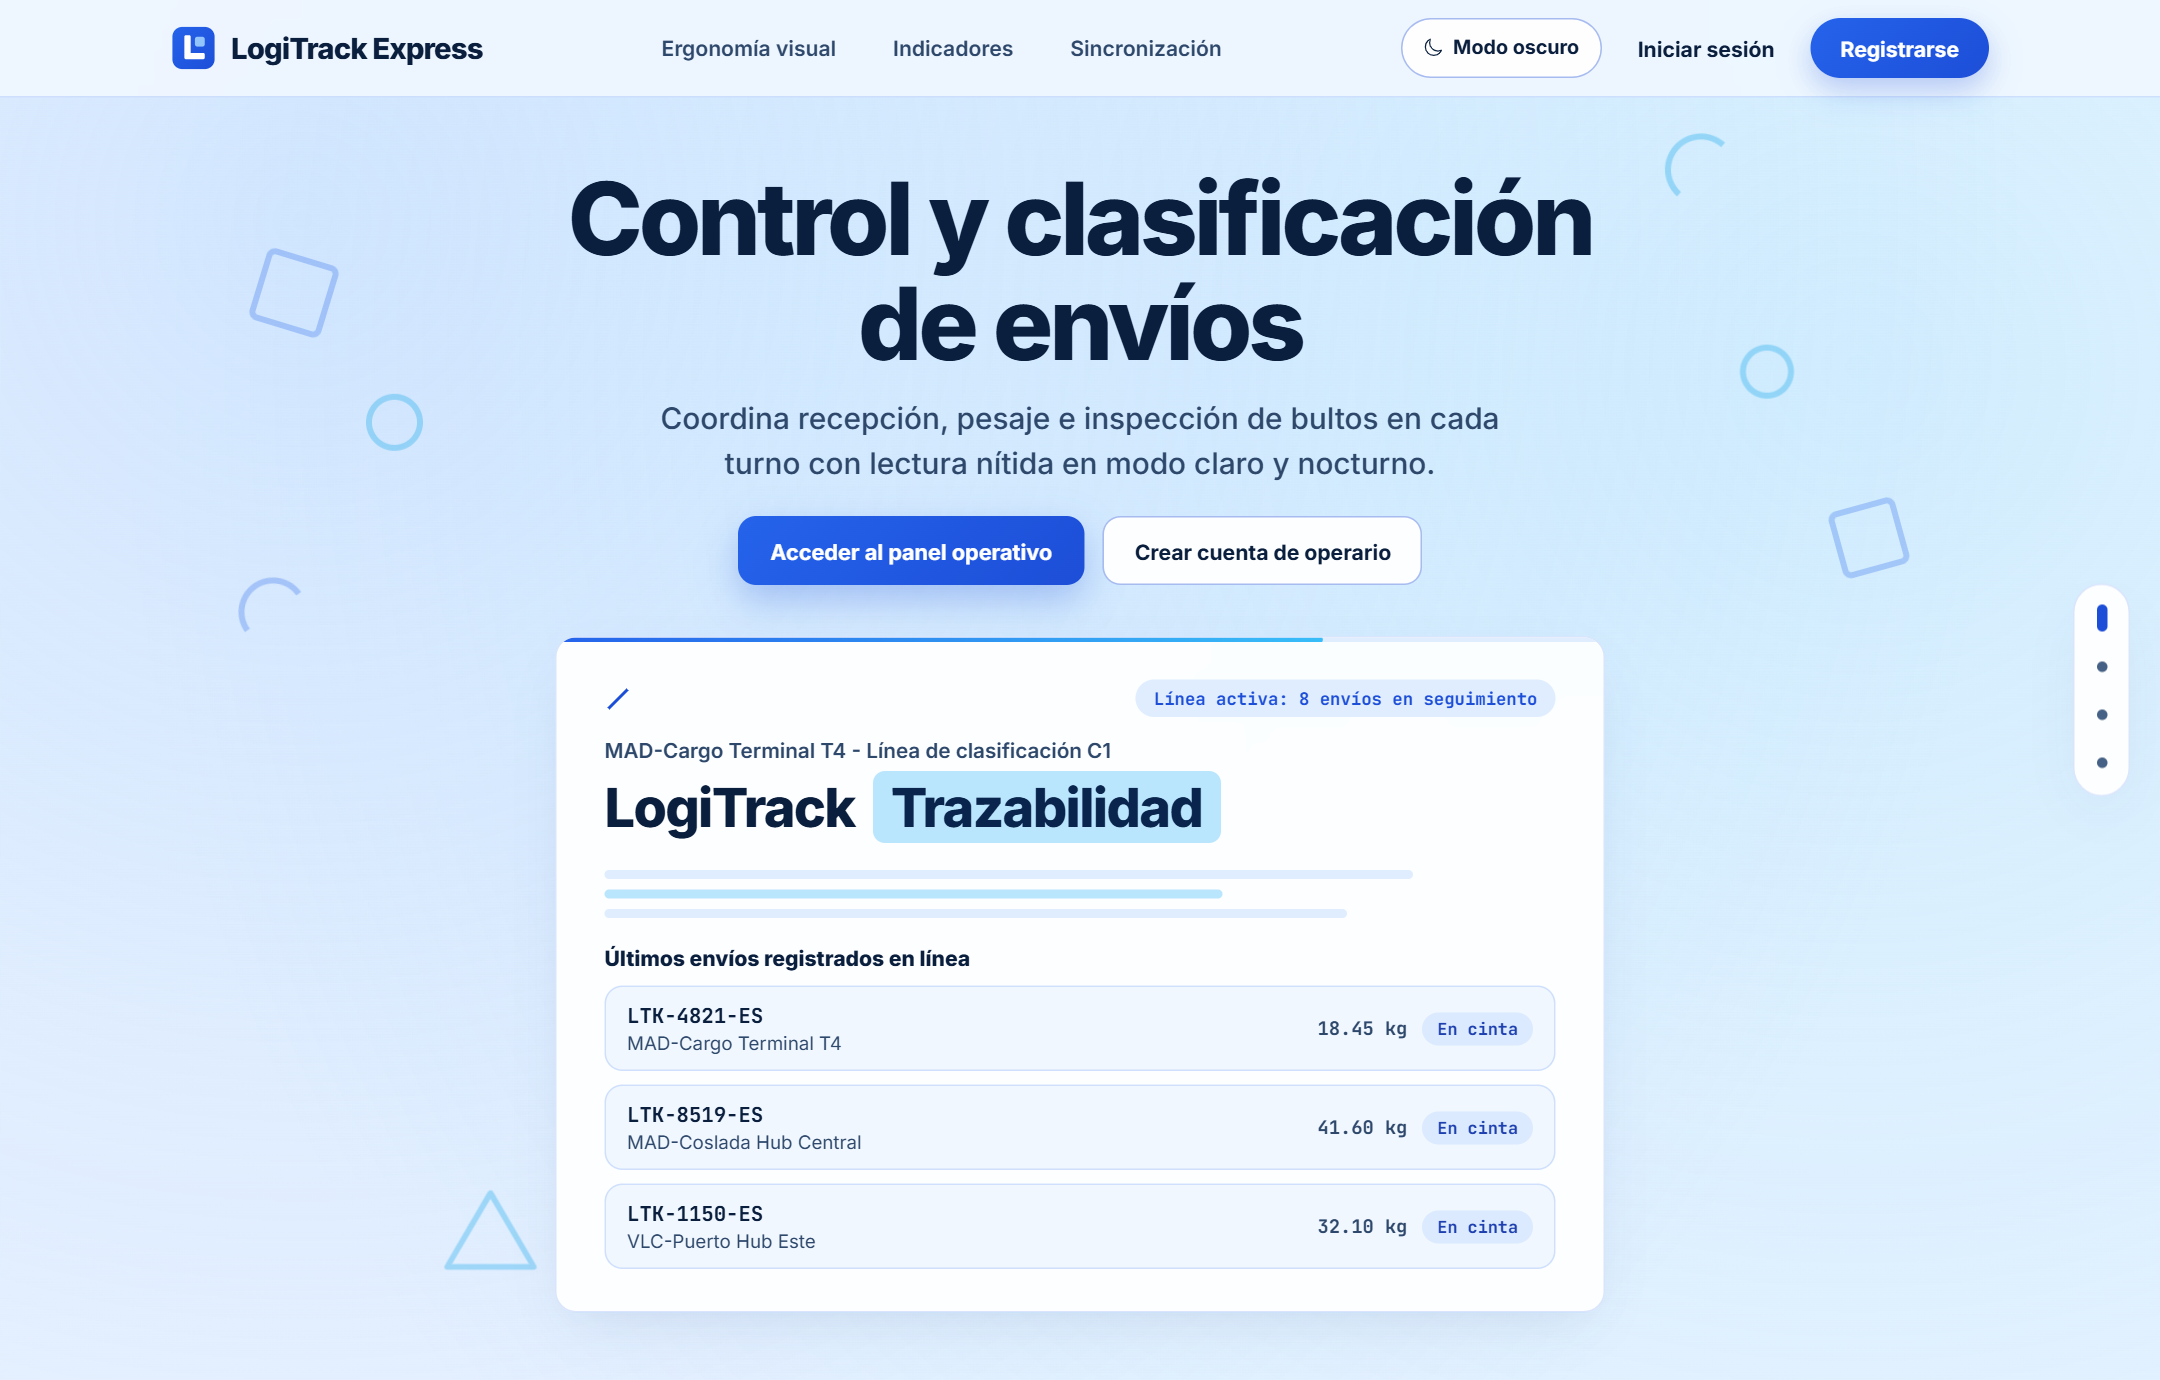 LogiTrack Express
Ergonomía visual
Indicadores
Sincronización
Modo oscuro
Iniciar sesión
Registrarse
Control y clasificación
de envíos
Coordina recepción, pesaje e inspección de bultos en cada
turno con lectura nítida en modo claro y nocturno.
Acceder al panel operativo
Crear cuenta de operario
Línea activa: 8 envíos en seguimiento
MAD-Cargo Terminal T4 - Línea de clasificación C1
LogiTrack Trazabilidad
Últimos envíos registrados en línea
LTK-4821-ES
MAD-Cargo Terminal T4
18.45 kg
En cinta
LTK-8519-ES
MAD-Coslada Hub Central
41.60 kg
En cinta
LTK-1150-ES
VLC-Puerto Hub Este
32.10 kg
En cinta